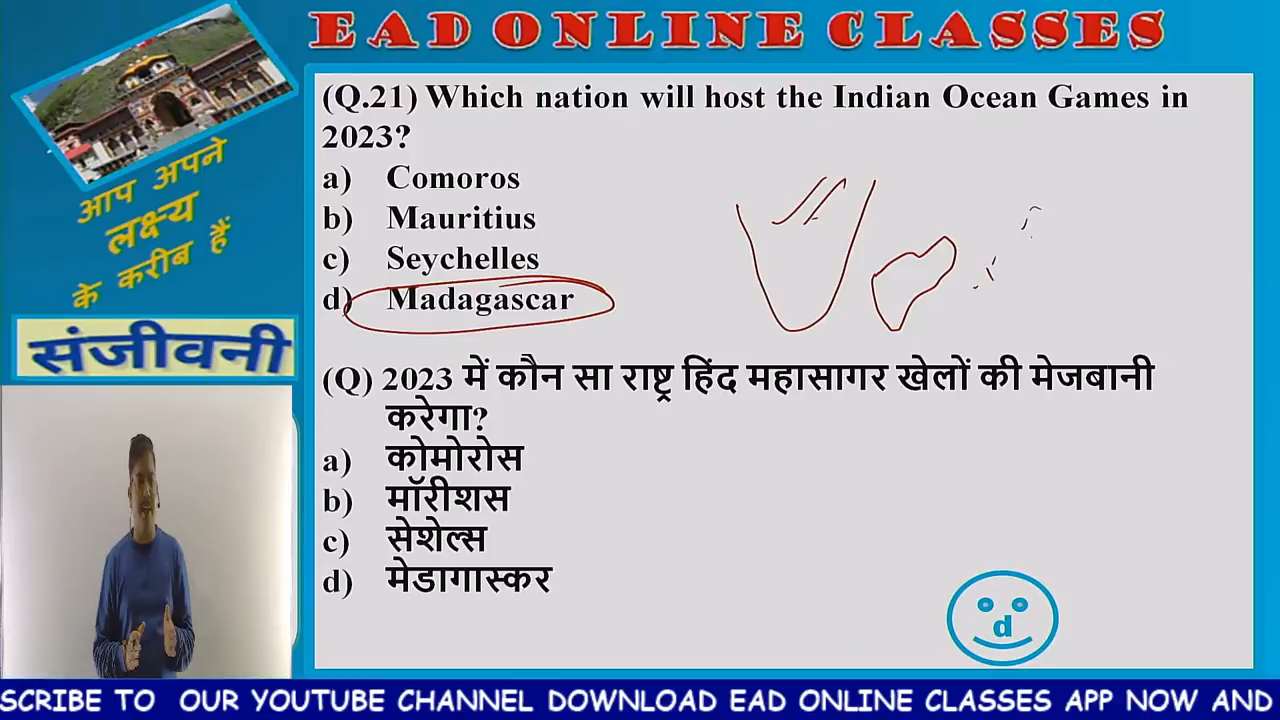 EAD ONLINE CLASSES
आप अपने
लक्ष्य
के करीब हैं
संजीवनी
(Q.21) Which nation will host the Indian Ocean Games in
2023?
a) Comoros
b) Mauritius
c) Seychelles
d) Madagascar
(Q) 2023 में कौन सा राष्ट्र हिंद महासागर खेलों की मेजबानी
करेगा?
a) कोमोरोस
b) मॉरीशस
c) सेशेल्स
d) मेडागास्कर
d
SCRIBE TO OUR YOUTUBE CHANNEL DOWNLOAD EAD ONLINE CLASSES APP NOW AND